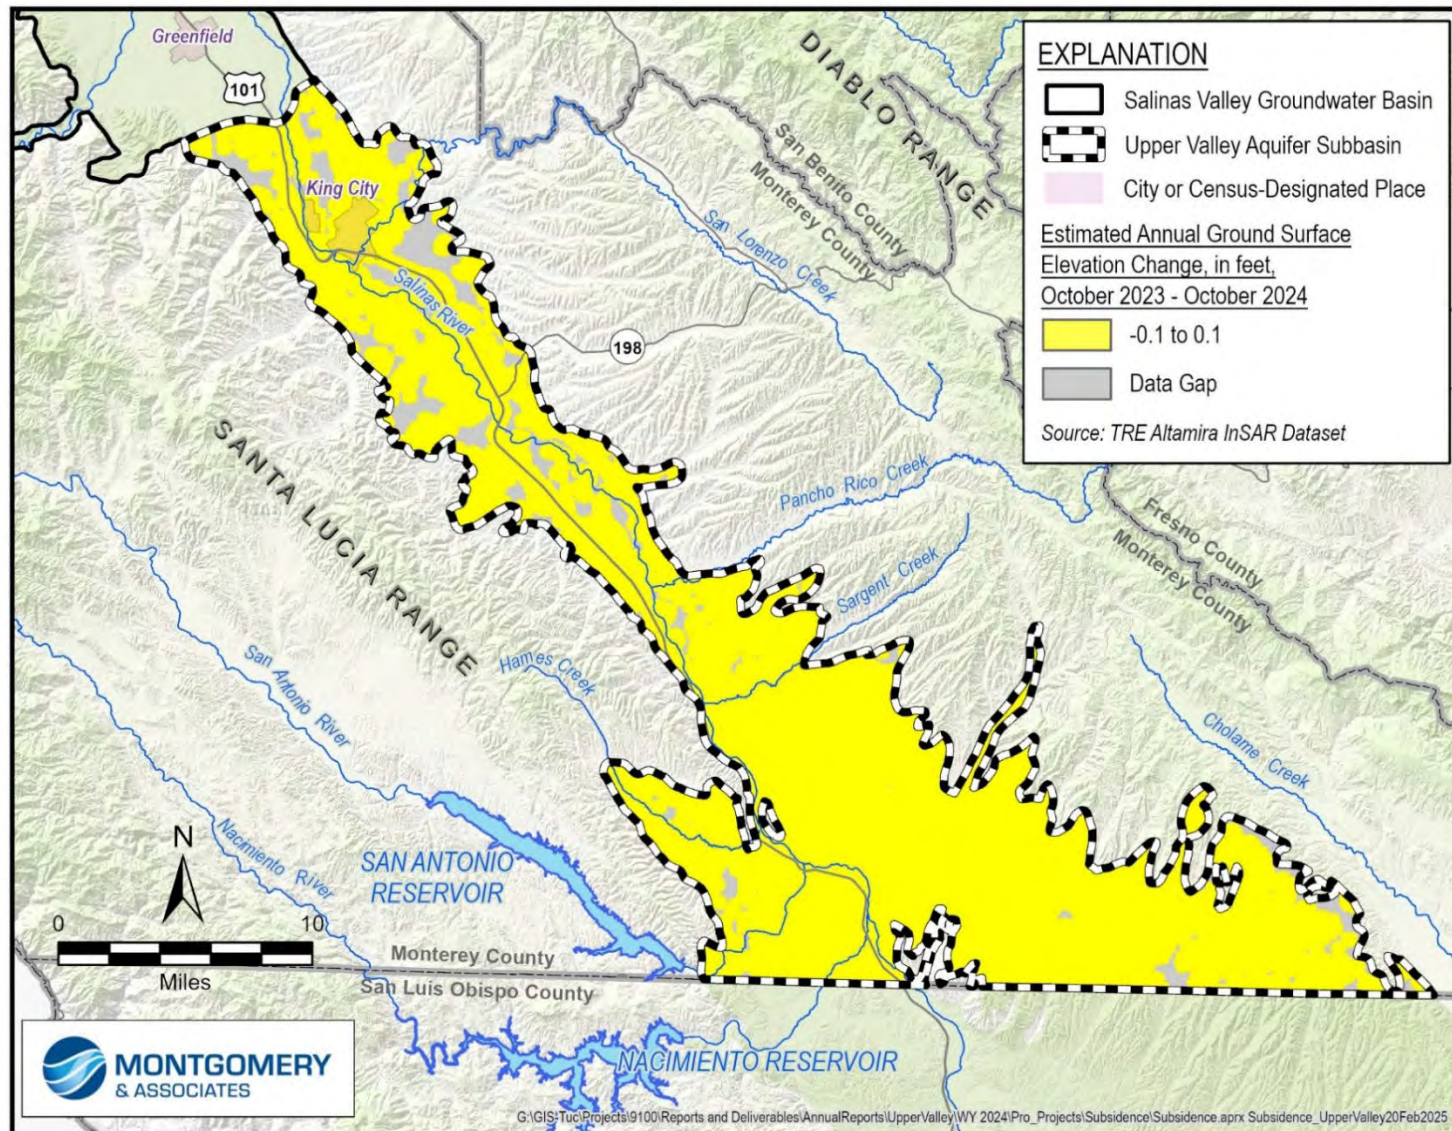 Greenfield
101
King City
Salinas River
198
DIABLO RANGE
San Benito County
Monterey County
San Lorenzo Creek
SANTA LUCIA RANGE
Pancho Rico Creek
Sargent Creek
Fresno County
Monterey County
Hames Creek
San Antonio River
Nacimiento River
Cholame Creek
SAN ANTONIO
RESERVOIR
N
0 10
Miles
Monterey County
San Luis Obispo County
NACIMIENTO RESERVOIR
EXPLANATION
Salinas Valley Groundwater Basin
Upper Valley Aquifer Subbasin
City or Census-Designated Place
Estimated Annual Ground Surface
Elevation Change, in feet,
October 2023 - October 2024
-0.1 to 0.1
Data Gap
Source: TRE Altamira InSAR Dataset
MONTGOMERY
& ASSOCIATES
G:\GIS-Tuc\Projects\9100\Reports and Deliverables\AnnualReports\UpperValley\WY 2024\Pro_Projects\Subsidence\Subsidence.aprx Subsidence_UpperValley20Feb2025